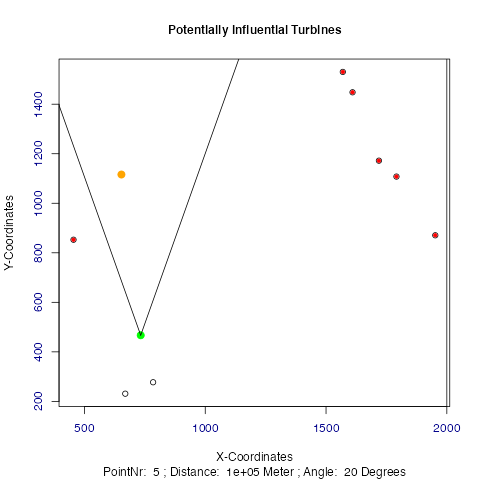 Potentially Influential Turbines
Y-Coordinates
1400
1200
1000
800
600
400
200
500
1000
1500
2000
X-Coordinates
PointNr:  5 ; Distance:  1e+05 Meter ; Angle:  20 Degrees